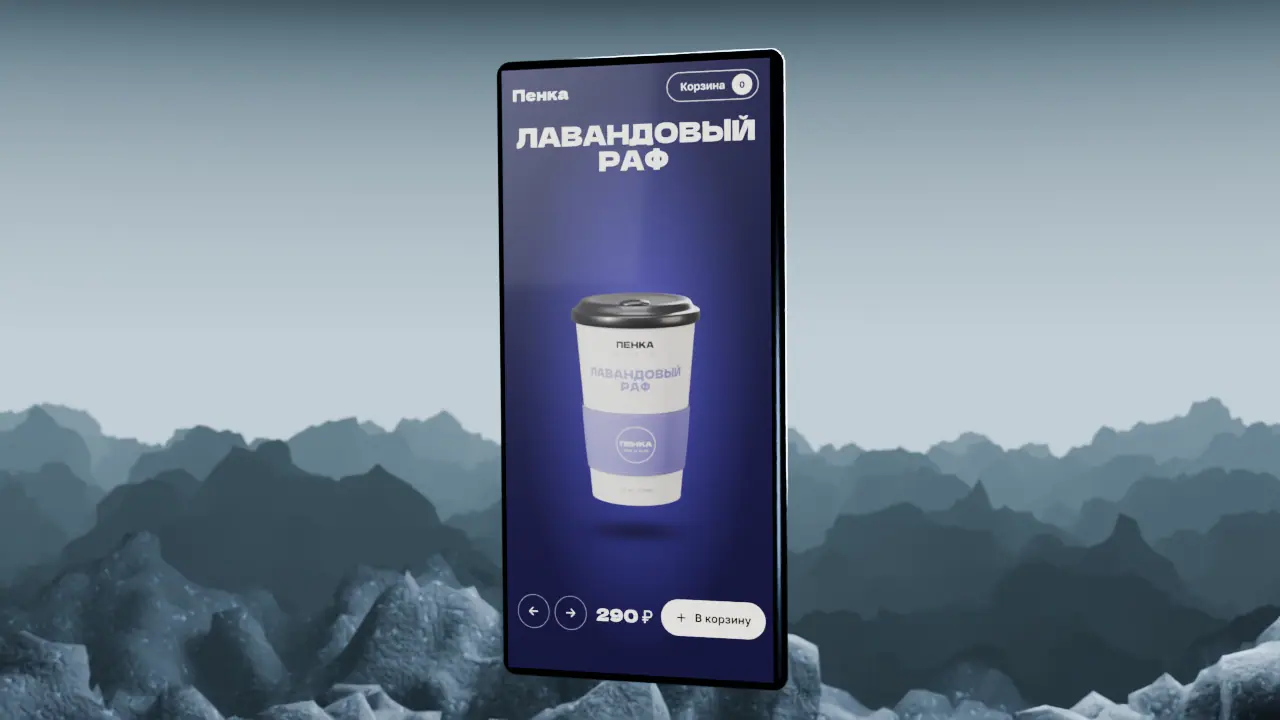 Пенка
Корзина 0
ЛАВАНДОВЫЙ
РАФ
ПЕНКА
ЛАВАНДОВЫЙ
РАФ
ПЕНКА
290 ₽
+ В корзину